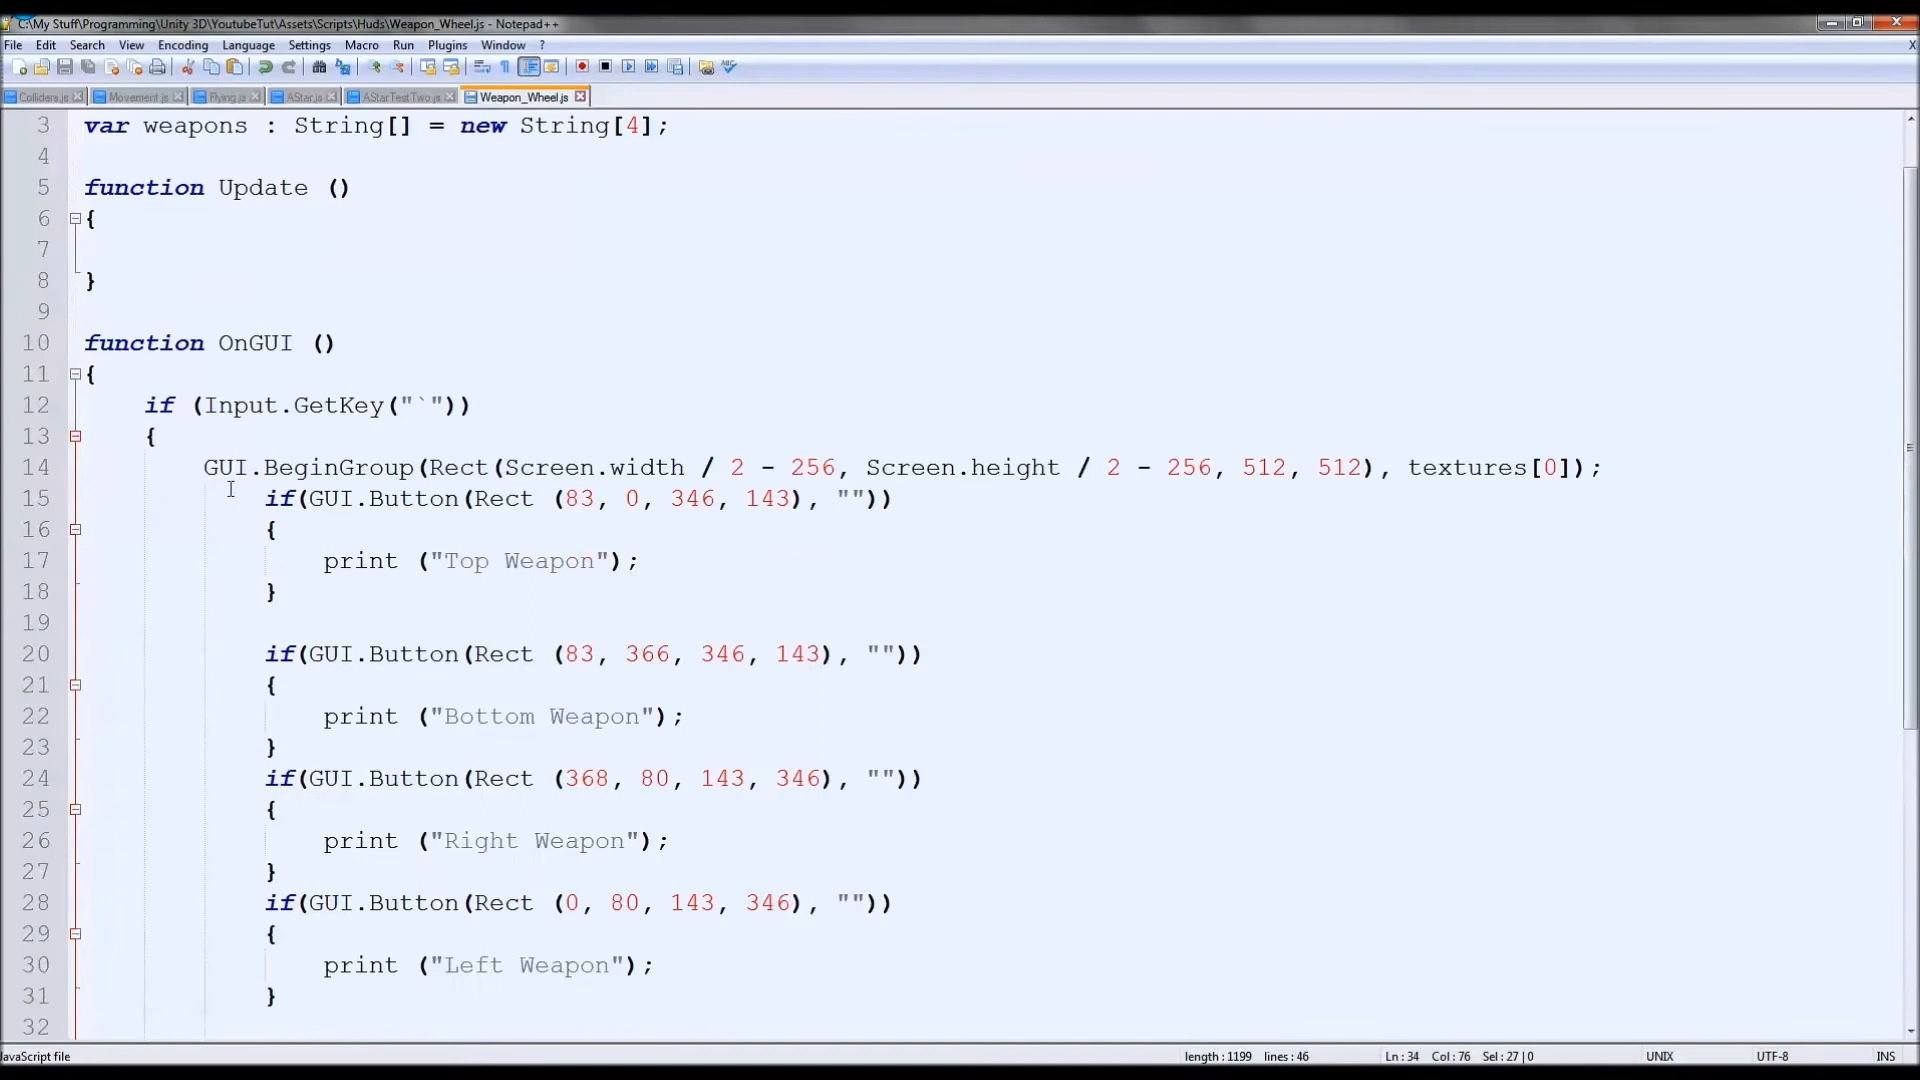 C:\My Stuff\Programming\Unity 3D\YoutubeTut\Assets\Scripts\Huds\Weapon_Wheel.js - Notepad++
File Edit Search View Encoding Language Settings Macro Run Plugins Window ? X
Colliders.js Movement.js Flying.js AStar.js AStarTestTwo.js Weapon_Wheel.js
3 var weapons : String[] = new String[4];
4
5 function Update ()
6 {
7
8 }
9
10 function OnGUI ()
11 {
12 if (Input.GetKey("`"))
13 {
14 GUI.BeginGroup(Rect(Screen.width / 2 - 256, Screen.height / 2 - 256, 512, 512), textures[0]);
15 if(GUI.Button(Rect (83, 0, 346, 143), ""))
16 {
17 print ("Top Weapon");
18 }
19
20 if(GUI.Button(Rect (83, 366, 346, 143), ""))
21 {
22 print ("Bottom Weapon");
23 }
24 if(GUI.Button(Rect (368, 80, 143, 346), ""))
25 {
26 print ("Right Weapon");
27 }
28 if(GUI.Button(Rect (0, 80, 143, 346), ""))
29 {
30 print ("Left Weapon");
31 }
32
JavaScript file length : 1199 lines : 46 Ln : 34 Col : 76 Sel : 27 | 0 UNIX UTF-8 INS